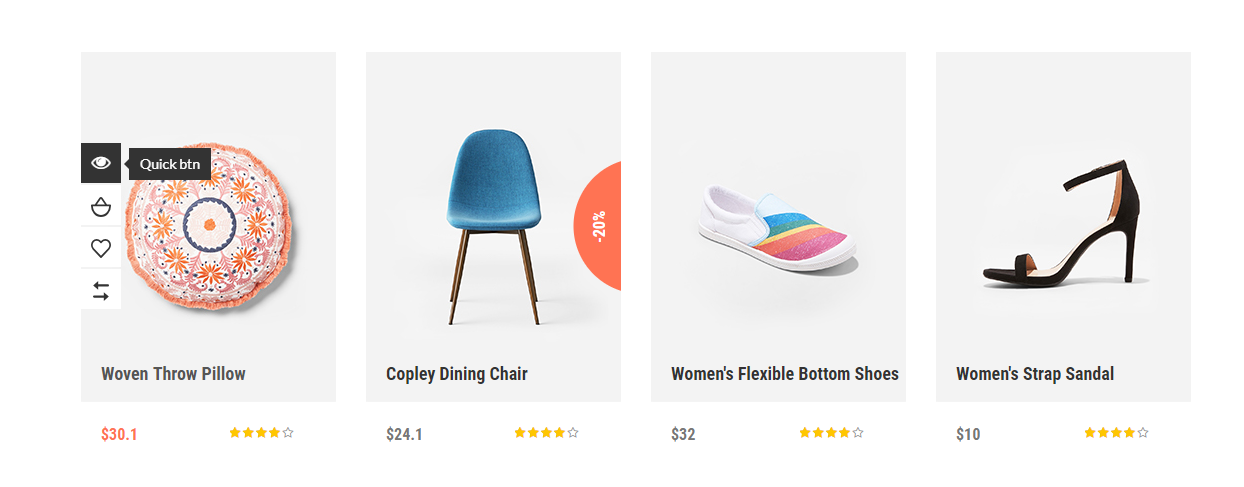 Quick btn
-20%
Woven Throw Pillow
Copley Dining Chair
Women's Flexible Bottom Shoes
Women's Strap Sandal
$30.1
$24.1
$32
$10